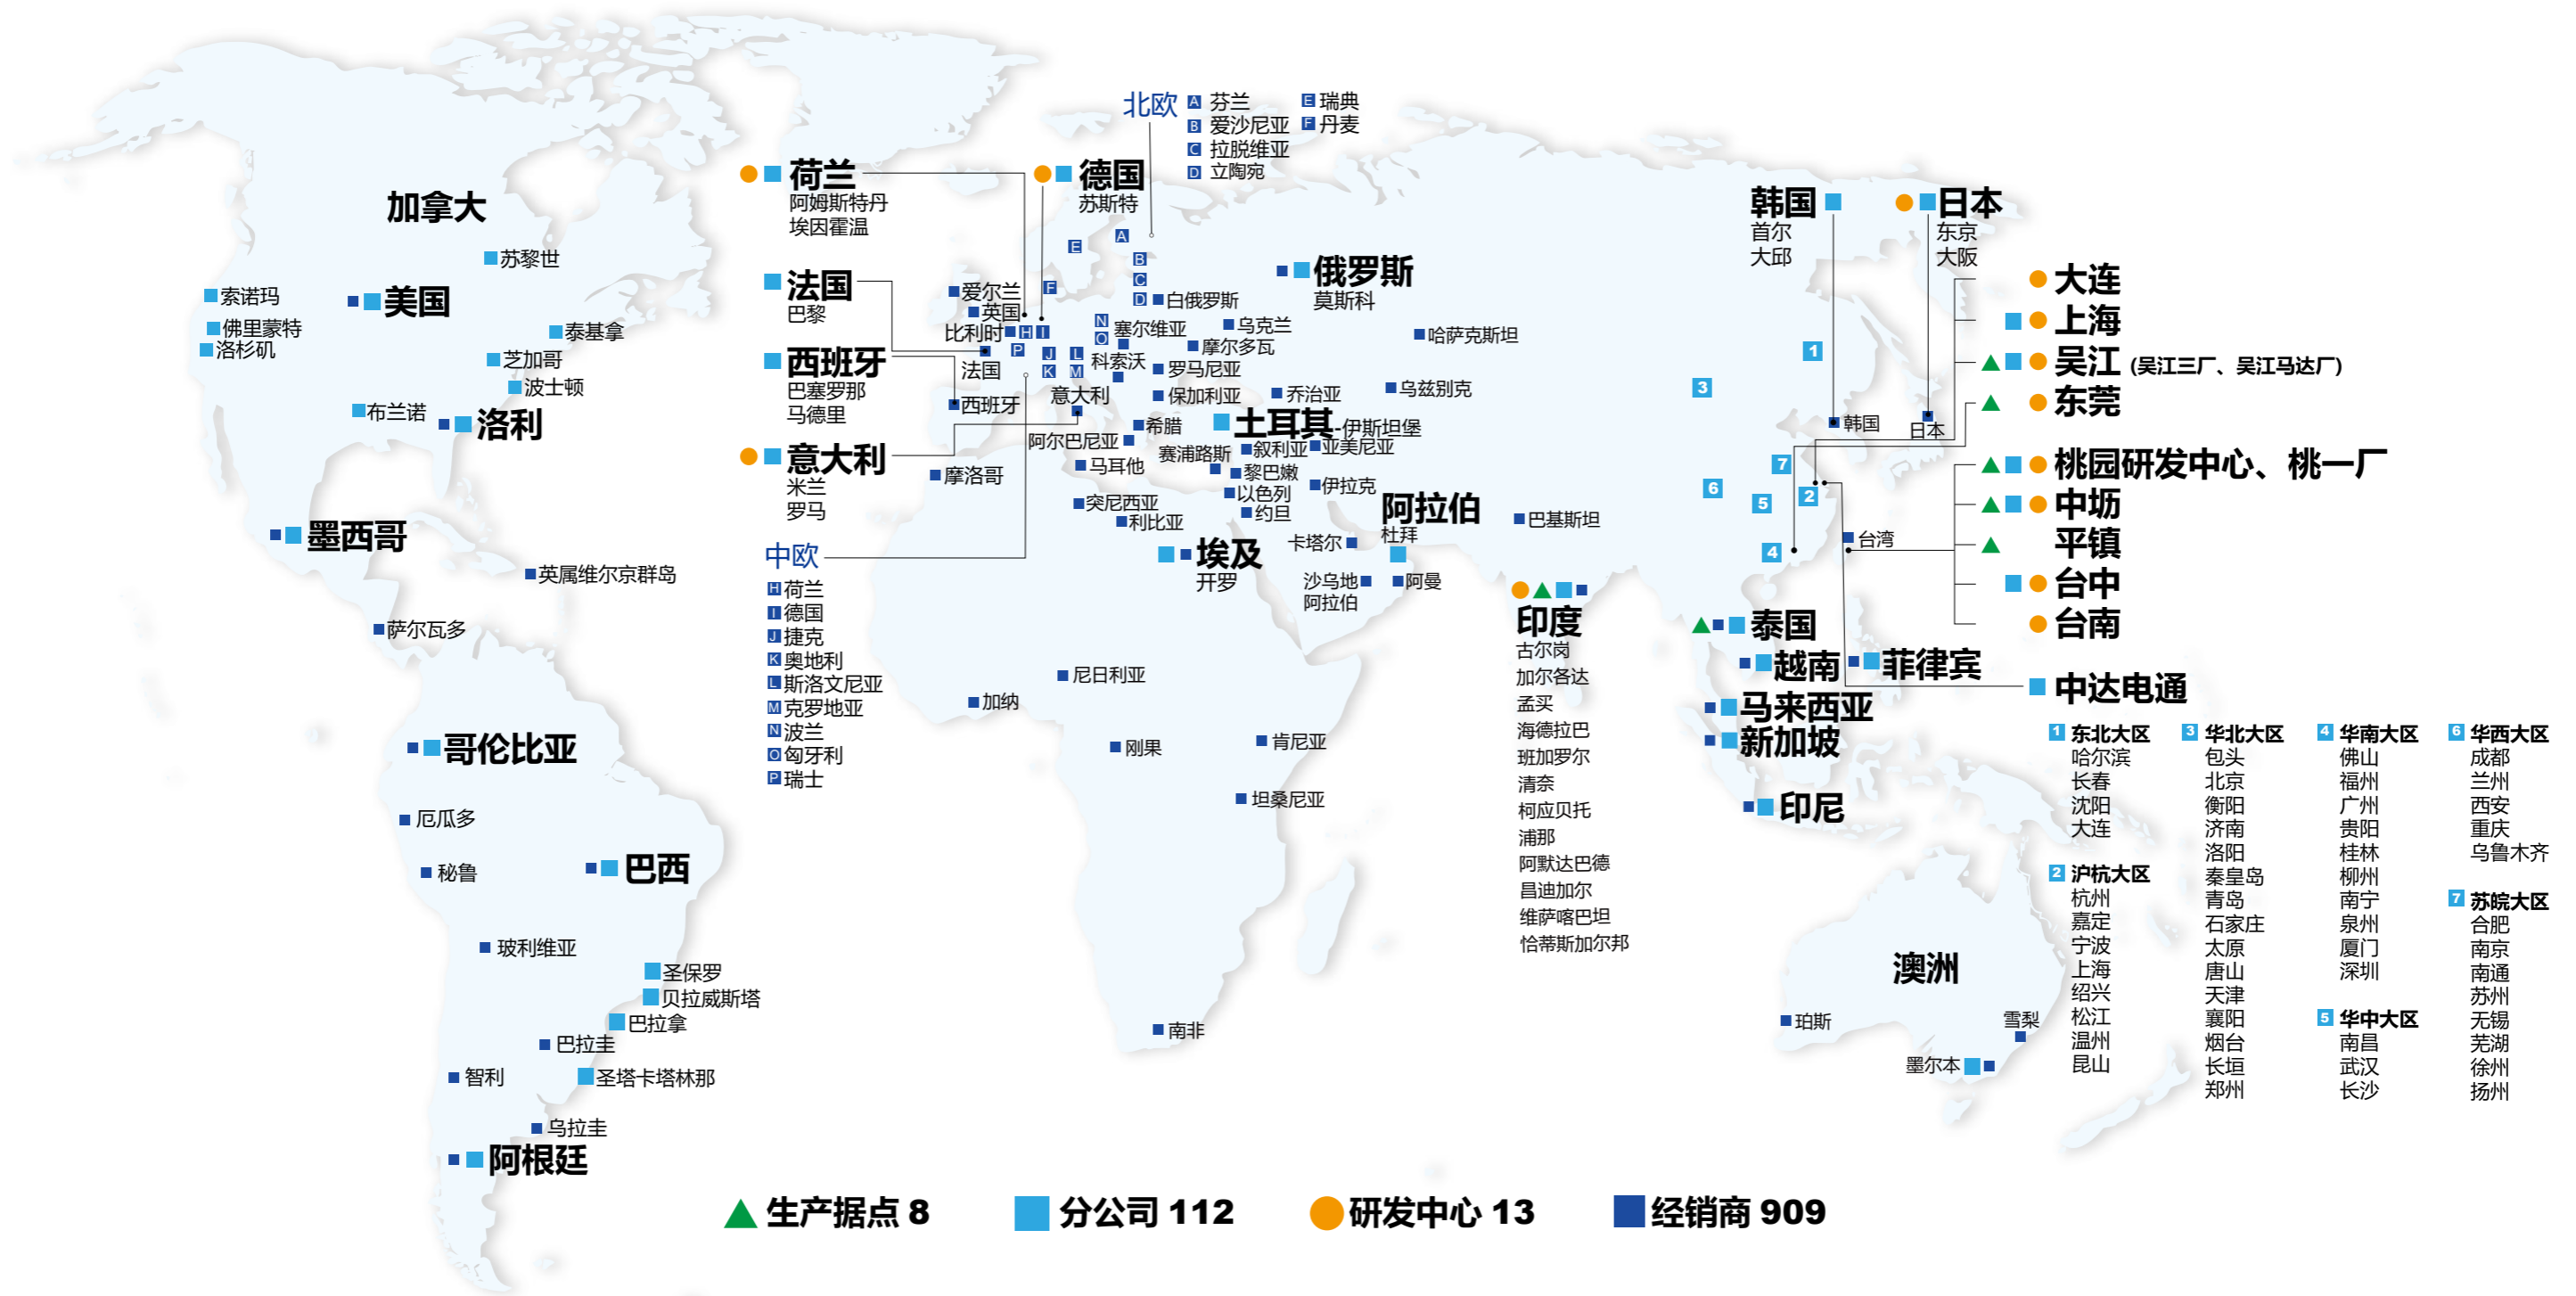 加拿大
苏黎世
索诺玛
美国
佛里蒙特
泰基拿
洛杉矶
芝加哥
波士顿
布兰诺
洛利
墨西哥
英属维尔京群岛
萨尔瓦多
哥伦比亚
厄瓜多
秘鲁
巴西
玻利维亚
圣保罗
贝拉威斯塔
巴拉拿
巴拉圭
智利
圣塔卡塔林那
乌拉圭
阿根廷
荷兰
阿姆斯特丹
埃因霍温
德国
苏斯特
法国
巴黎
西班牙
巴塞罗那
马德里
意大利
米兰
罗马
中欧
H 荷兰
I 德国
J 捷克
K 奥地利
L 斯洛文尼亚
M 克罗地亚
N 波兰
O 匈牙利
P 瑞士
北欧
A 芬兰
B 爱沙尼亚
C 拉脱维亚
D 立陶宛
E 瑞典
F 丹麦
A
E
B
C
F
D
白俄罗斯
俄罗斯
莫斯科
爱尔兰
英国
比利时
H I
P
J
K
L
M
N
O
塞尔维亚
乌克兰
摩尔多瓦
哈萨克斯坦
法国
科索沃
罗马尼亚
意大利
保加利亚
乔治亚
乌兹别克
西班牙
希腊
土耳其-伊斯坦堡
阿尔巴尼亚
赛浦路斯
叙利亚
亚美尼亚
马耳他
黎巴嫩
摩洛哥
以色列
伊拉克
突尼西亚
约旦
利比亚
阿拉伯
杜拜
巴基斯坦
卡塔尔
埃及
开罗
沙乌地
阿拉伯
阿曼
尼日利亚
加纳
刚果
肯尼亚
坦桑尼亚
南非
印度
古尔岗
加尔各达
孟买
海德拉巴
班加罗尔
清奈
柯应贝托
浦那
阿默达巴德
昌迪加尔
维萨喀巴坦
恰蒂斯加尔邦
韩国
首尔
大邱
日本
东京
大阪
1
3
韩国
日本
7
6
5
2
4
台湾
泰国
越南
菲律宾
马来西亚
新加坡
印尼
澳洲
珀斯
雪梨
墨尔本
大连
上海
吴江 (吴江三厂、吴江马达厂)
东莞
桃园研发中心、桃一厂
中坜
平镇
台中
台南
中达电通
1 东北大区
哈尔滨
长春
沈阳
大连
2 沪杭大区
杭州
嘉定
宁波
上海
绍兴
松江
温州
昆山
3 华北大区
包头
北京
衡阳
济南
洛阳
秦皇岛
青岛
石家庄
太原
唐山
天津
襄阳
烟台
长垣
郑州
4 华南大区
佛山
福州
广州
贵阳
桂林
柳州
南宁
泉州
厦门
深圳
5 华中大区
南昌
武汉
长沙
6 华西大区
成都
兰州
西安
重庆
乌鲁木齐
7 苏皖大区
合肥
南京
南通
苏州
无锡
芜湖
徐州
扬州
生产据点 8
分公司 112
研发中心 13
经销商 909